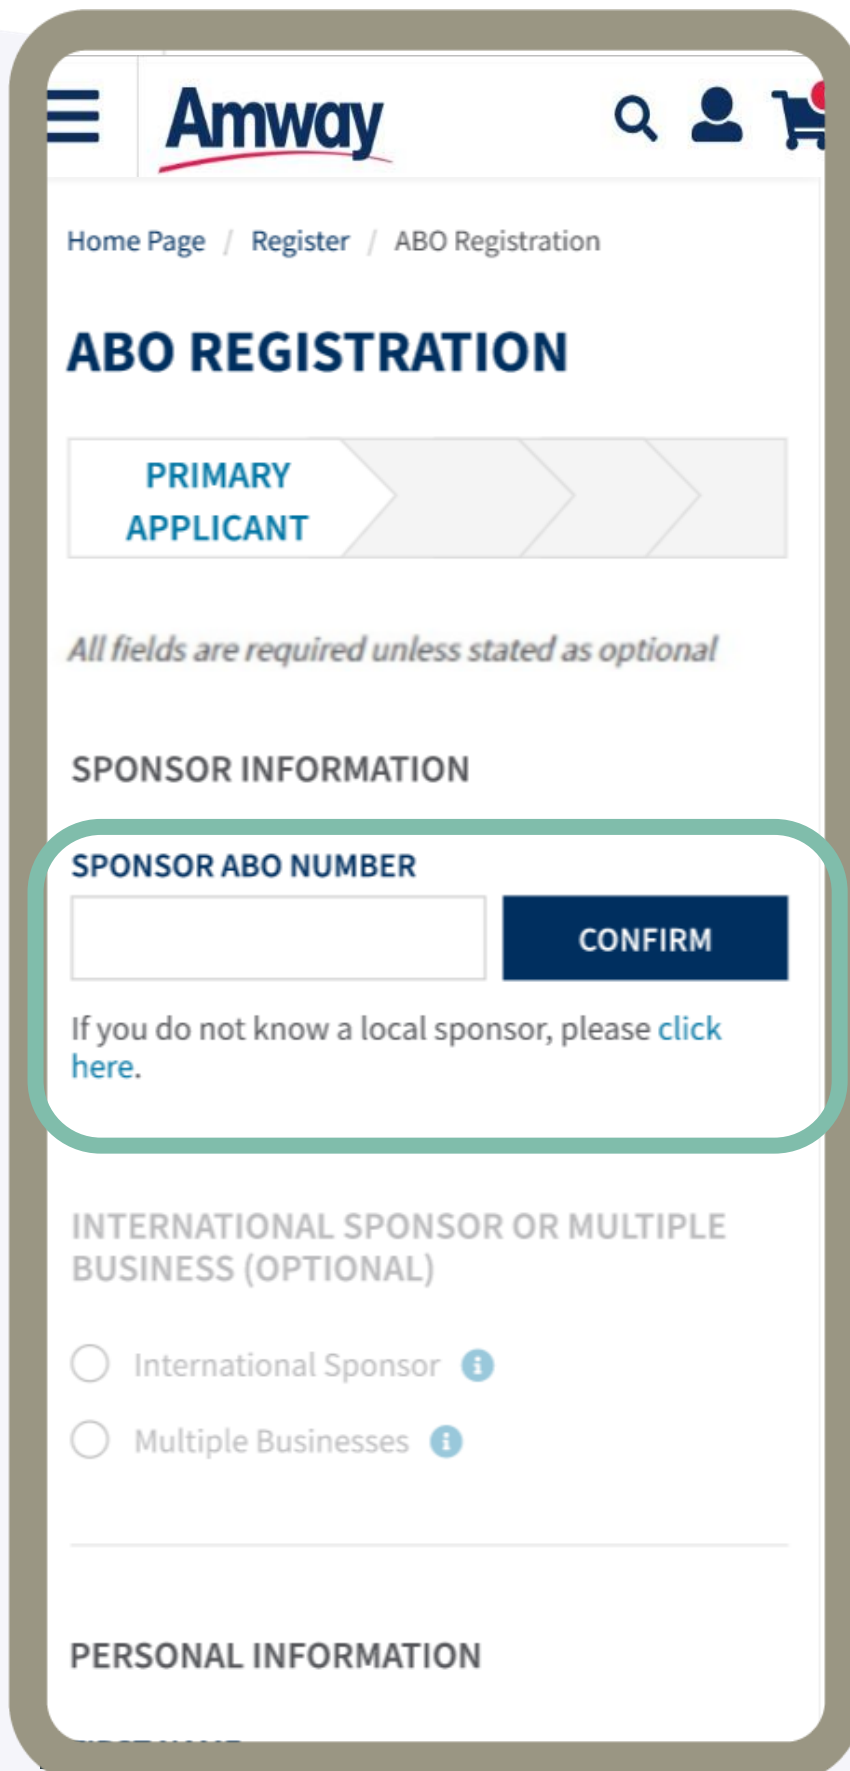 Amway
Home Page / Register / ABO Registration
ABO REGISTRATION
PRIMARY
APPLICANT
All fields are required unless stated as optional
SPONSOR INFORMATION
SPONSOR ABO NUMBER
CONFIRM
If you do not know a local sponsor, please click
here.
INTERNATIONAL SPONSOR OR MULTIPLE
BUSINESS (OPTIONAL)
International Sponsor
Multiple Businesses
PERSONAL INFORMATION